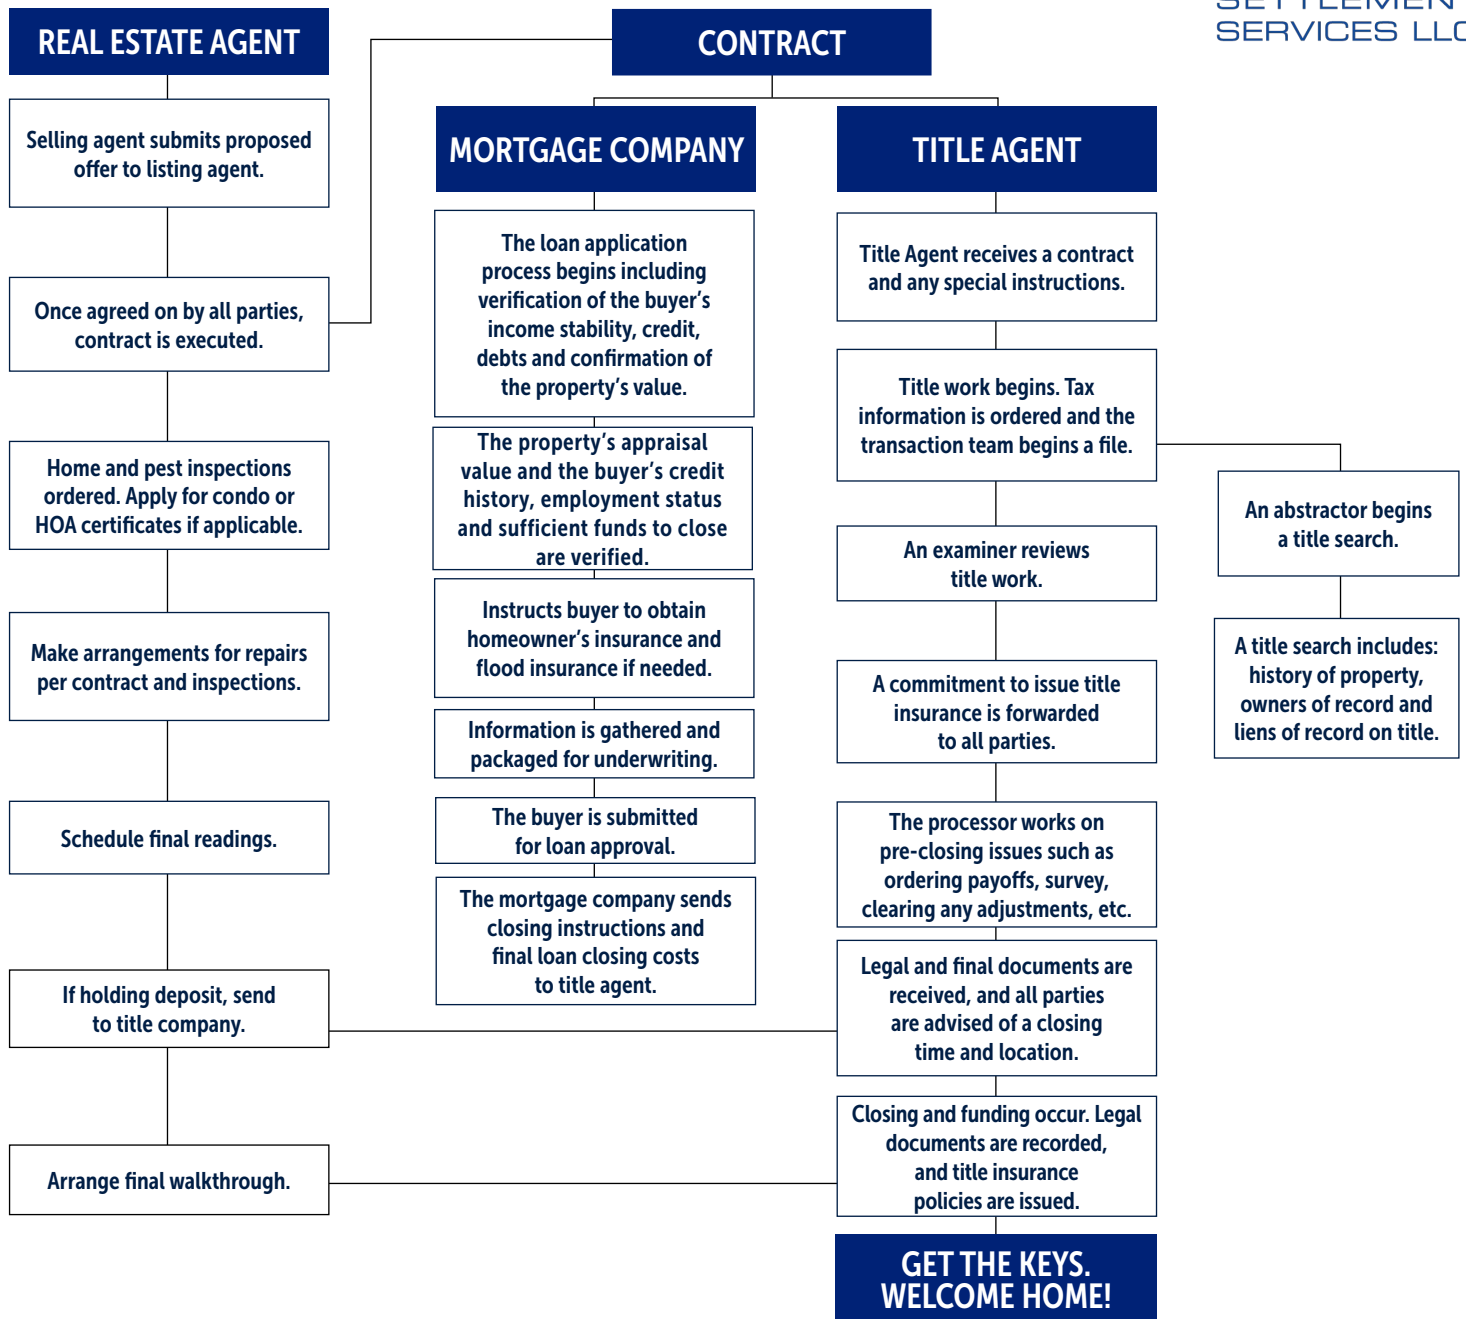 SETTLEMEN
SERVICES LLC
REAL ESTATE AGENT
Selling agent submits proposed
offer to listing agent.
Once agreed on by all parties,
contract is executed.
Home and pest inspections
ordered. Apply for condo or
HOA certificates if applicable.
Make arrangements for repairs
per contract and inspections.
Schedule final readings.
If holding deposit, send
to title company.
Arrange final walkthrough.
CONTRACT
MORTGAGE COMPANY
The loan application
process begins including
verification of the buyer’s
income stability, credit,
debts and confirmation of
the property’s value.
The property’s appraisal
value and the buyer’s credit
history, employment status
and sufficient funds to close
are verified.
Instructs buyer to obtain
homeowner’s insurance and
flood insurance if needed.
Information is gathered and
packaged for underwriting.
The buyer is submitted
for loan approval.
The mortgage company sends
closing instructions and
final loan closing costs
to title agent.
TITLE AGENT
Title Agent receives a contract
and any special instructions.
Title work begins. Tax
information is ordered and the
transaction team begins a file.
An examiner reviews
title work.
A commitment to issue title
insurance is forwarded
to all parties.
The processor works on
pre-closing issues such as
ordering payoffs, survey,
clearing any adjustments, etc.
Legal and final documents are
received, and all parties
are advised of a closing
time and location.
Closing and funding occur. Legal
documents are recorded,
and title insurance
policies are issued.
GET THE KEYS.
WELCOME HOME!
An abstractor begins
a title search.
A title search includes:
history of property,
owners of record and
liens of record on title.